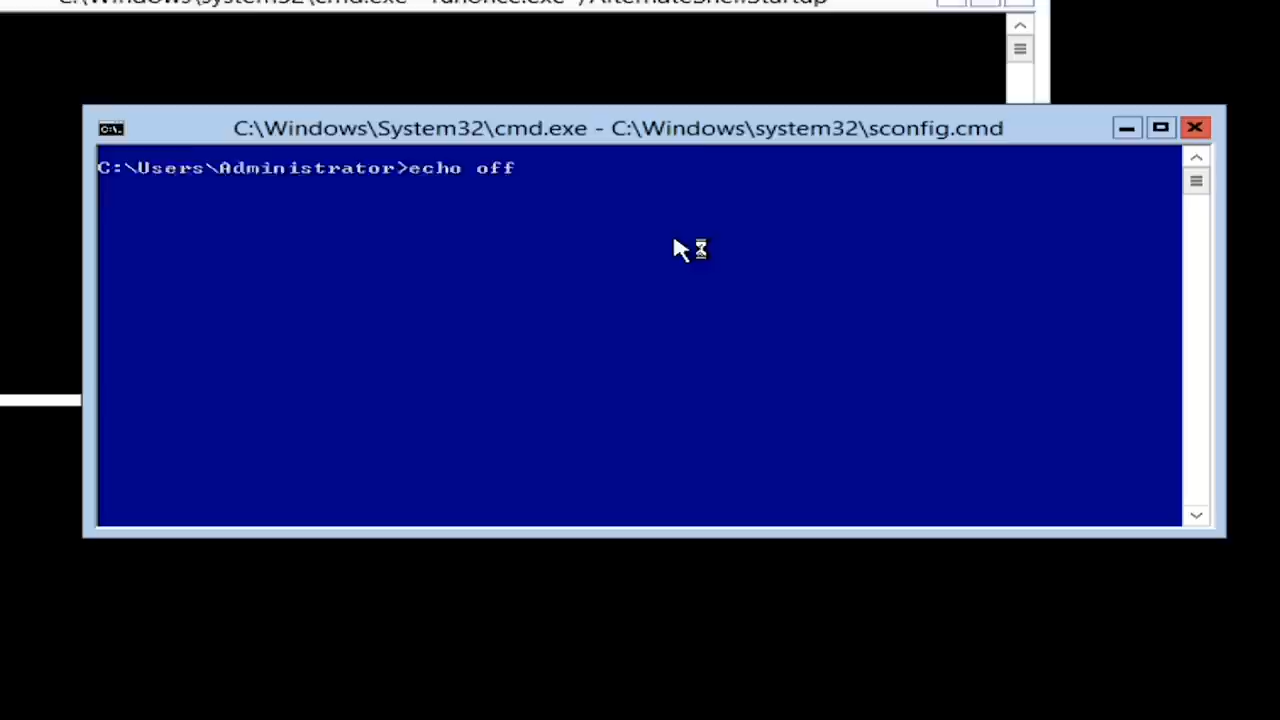 C:\Windows\system32\cmd.exe - runonce.exe /AlternateShellStartup
C:\Windows\System32\cmd.exe - C:\Windows\system32\sconfig.cmd
C:\Users\Administrator>echo off